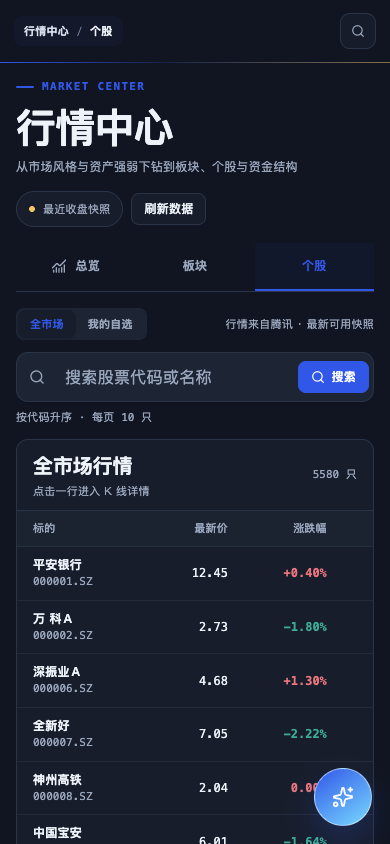 行情中心 / 个股
MARKET CENTER
行情中心
从市场风格与资产强弱下钻到板块、个股与资金结构
最近收盘快照
刷新数据
总览
板块
个股
全市场
我的自选
行情来自腾讯 · 最新可用快照
搜索股票代码或名称
搜索
按代码升序 · 每页 10 只
全市场行情
5580 只
点击一行进入 K 线详情
标的 最新价 涨跌幅
平安银行
000001.SZ
12.45
+0.40%
万 科A
000002.SZ
2.73
-1.80%
深振业A
000006.SZ
4.68
+1.30%
全新好
000007.SZ
7.05
-2.22%
神州高铁
000008.SZ
2.04
中国宝安
6.01
-1.64%